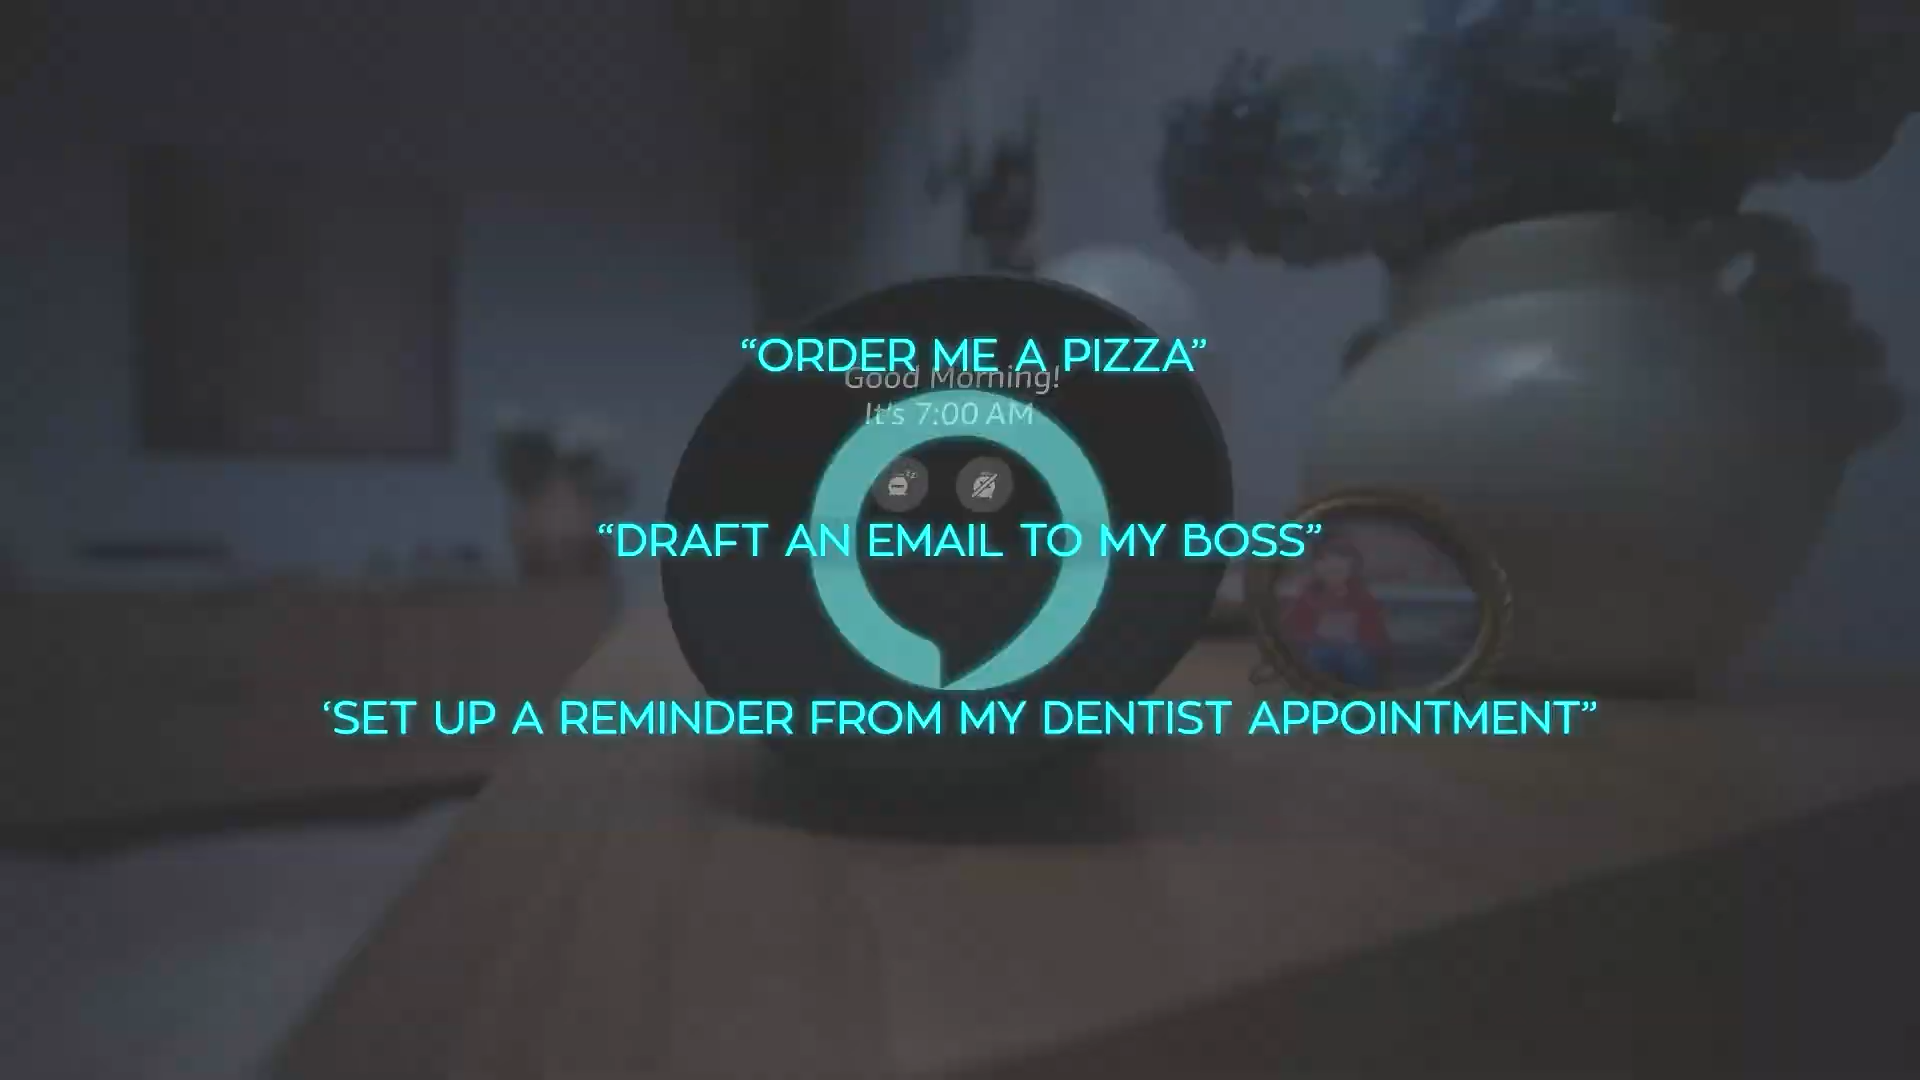 “ORDER ME A PIZZA”
Good Morning!
It's 7:00 AM
“DRAFT AN EMAIL TO MY BOSS”
‘SET UP A REMINDER FROM MY DENTIST APPOINTMENT”